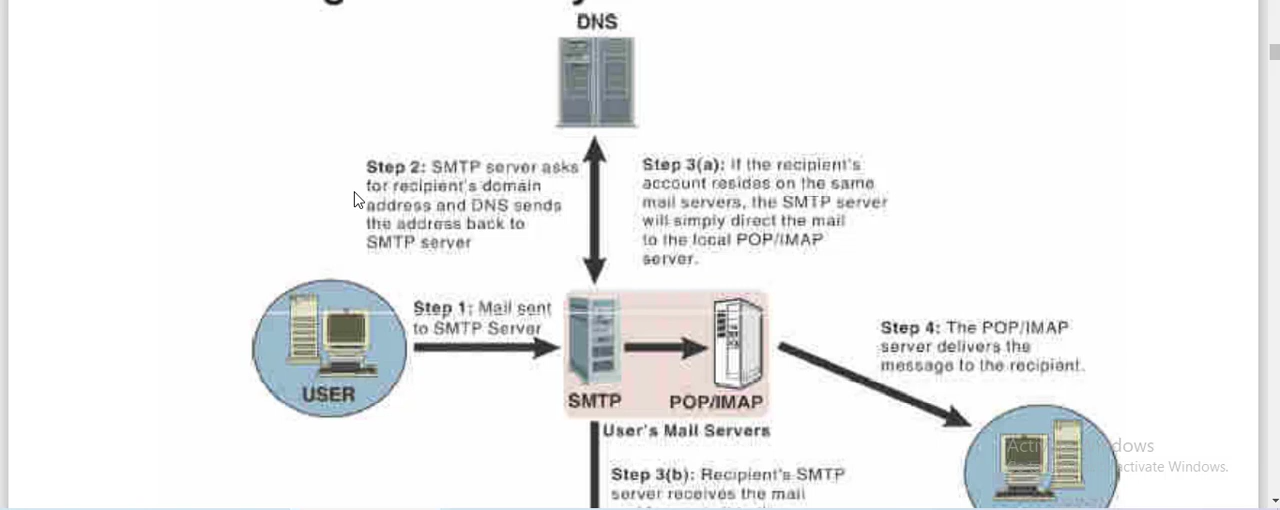 DNS
Step 2: SMTP server asks
for recipient's domain
address and DNS sends
the address back to
SMTP server
Step 3(a): If the recipient's
account resides on the same
mail servers, the SMTP server
will simply direct the mail
to the local POP/IMAP
server.
Step 1: Mail sent
to SMTP Server
USER
SMTP
POP/IMAP
User's Mail Servers
Step 4: The POP/IMAP
server delivers the
message to the recipient.
Step 3(b): Recipient's SMTP
server receives the mail
activate Windows.